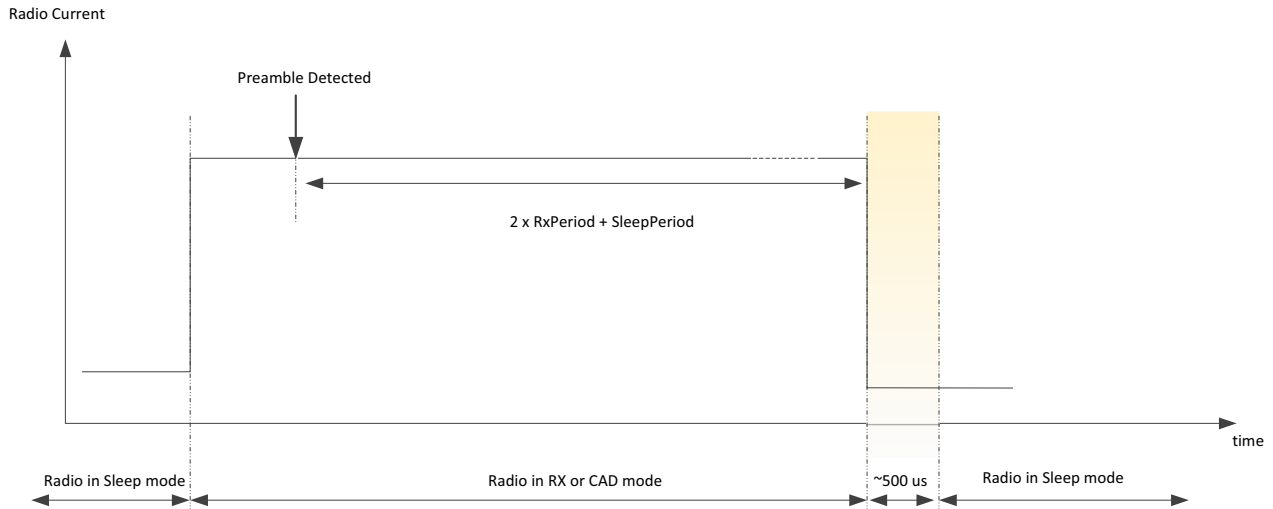 Radio Current
Preamble Detected
2 x RxPeriod + SleepPeriod
time
Radio in Sleep mode
Radio in RX or CAD mode
~500 us
Radio in Sleep mode